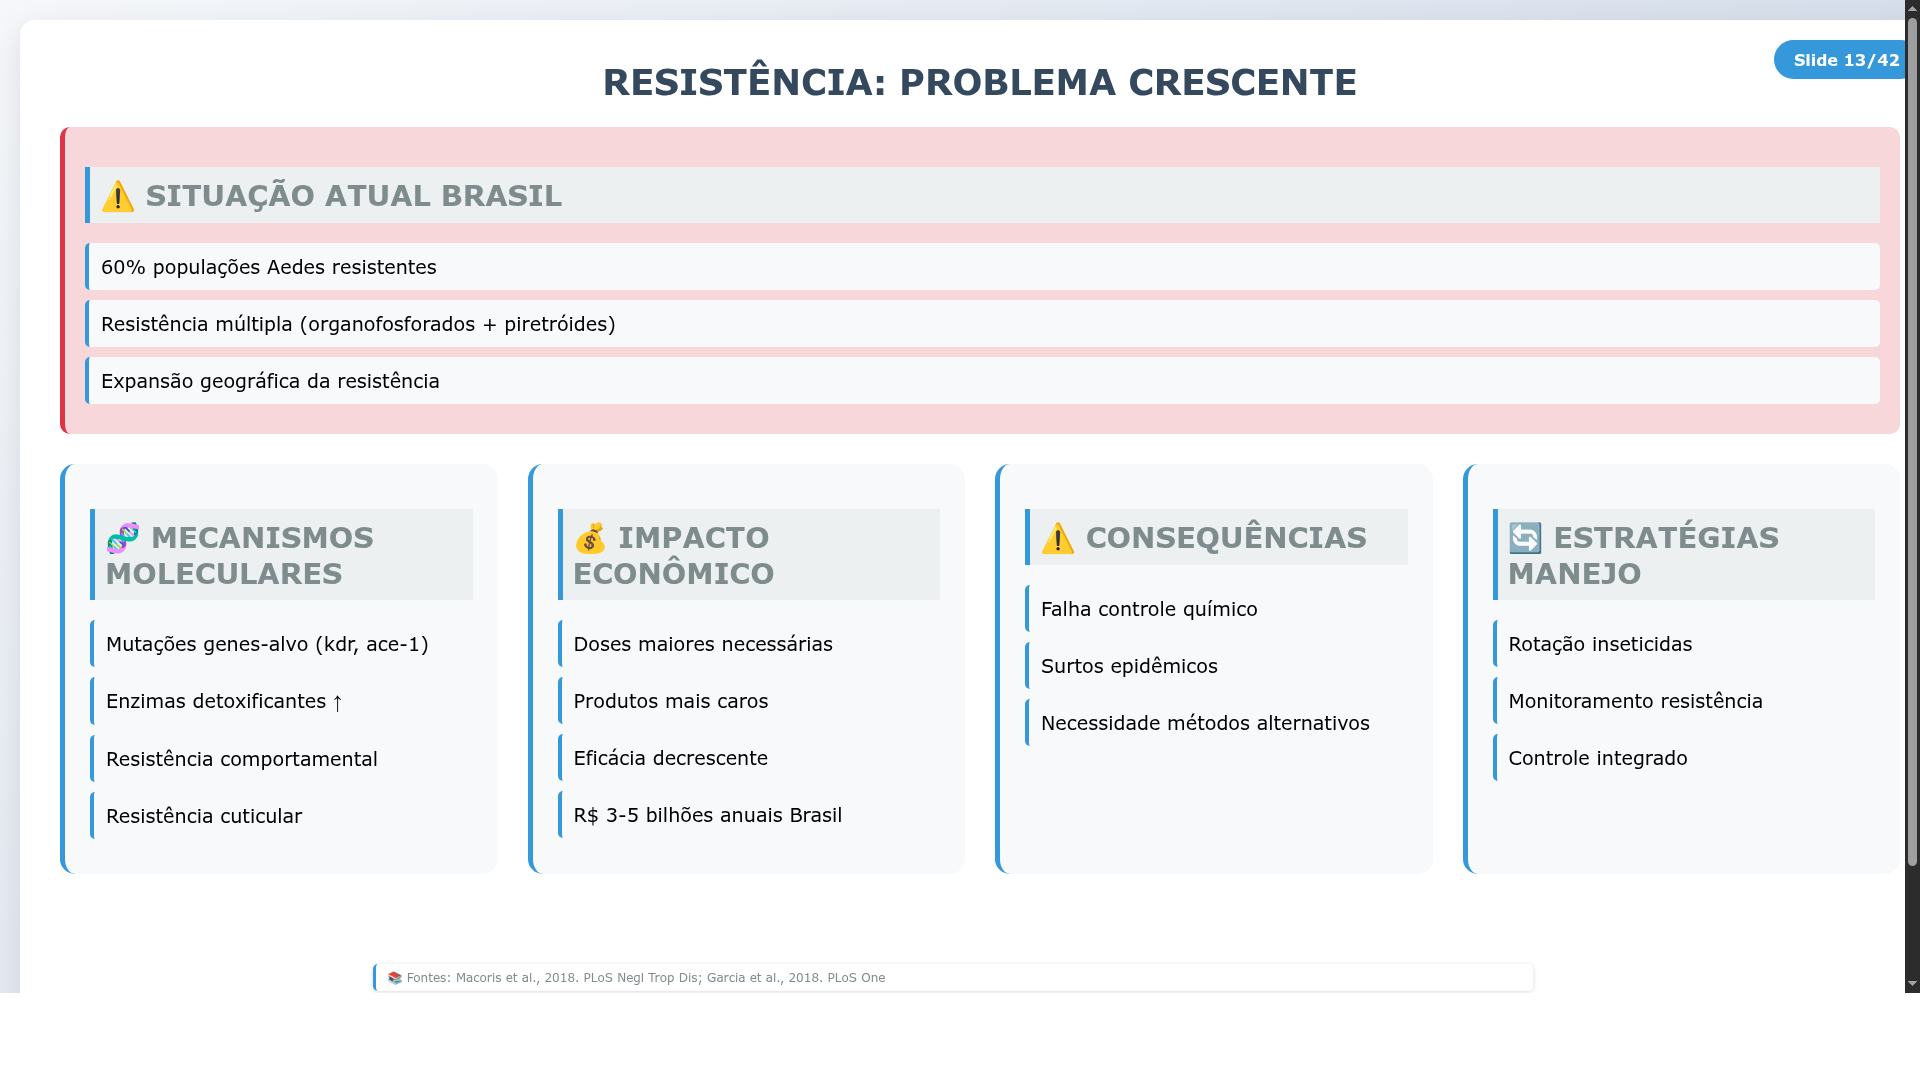 Slide 13/42
RESISTÊNCIA: PROBLEMA CRESCENTE
⚠️ SITUAÇÃO ATUAL BRASIL
60% populações Aedes resistentes
Resistência múltipla (organofosforados + piretróides)
Expansão geográfica da resistência
🧬 MECANISMOS
MOLECULARES
Mutações genes-alvo (kdr, ace-1)
Enzimas detoxificantes ↑
Resistência comportamental
Resistência cuticular
💰 IMPACTO
ECONÔMICO
Doses maiores necessárias
Produtos mais caros
Eficácia decrescente
R$ 3-5 bilhões anuais Brasil
⚠️ CONSEQUÊNCIAS
Falha controle químico
Surtos epidêmicos
Necessidade métodos alternativos
🔄 ESTRATÉGIAS
MANEJO
Rotação inseticidas
Monitoramento resistência
Controle integrado
📚 Fontes: Macoris et al., 2018. PLoS Negl Trop Dis; Garcia et al., 2018. PLoS One